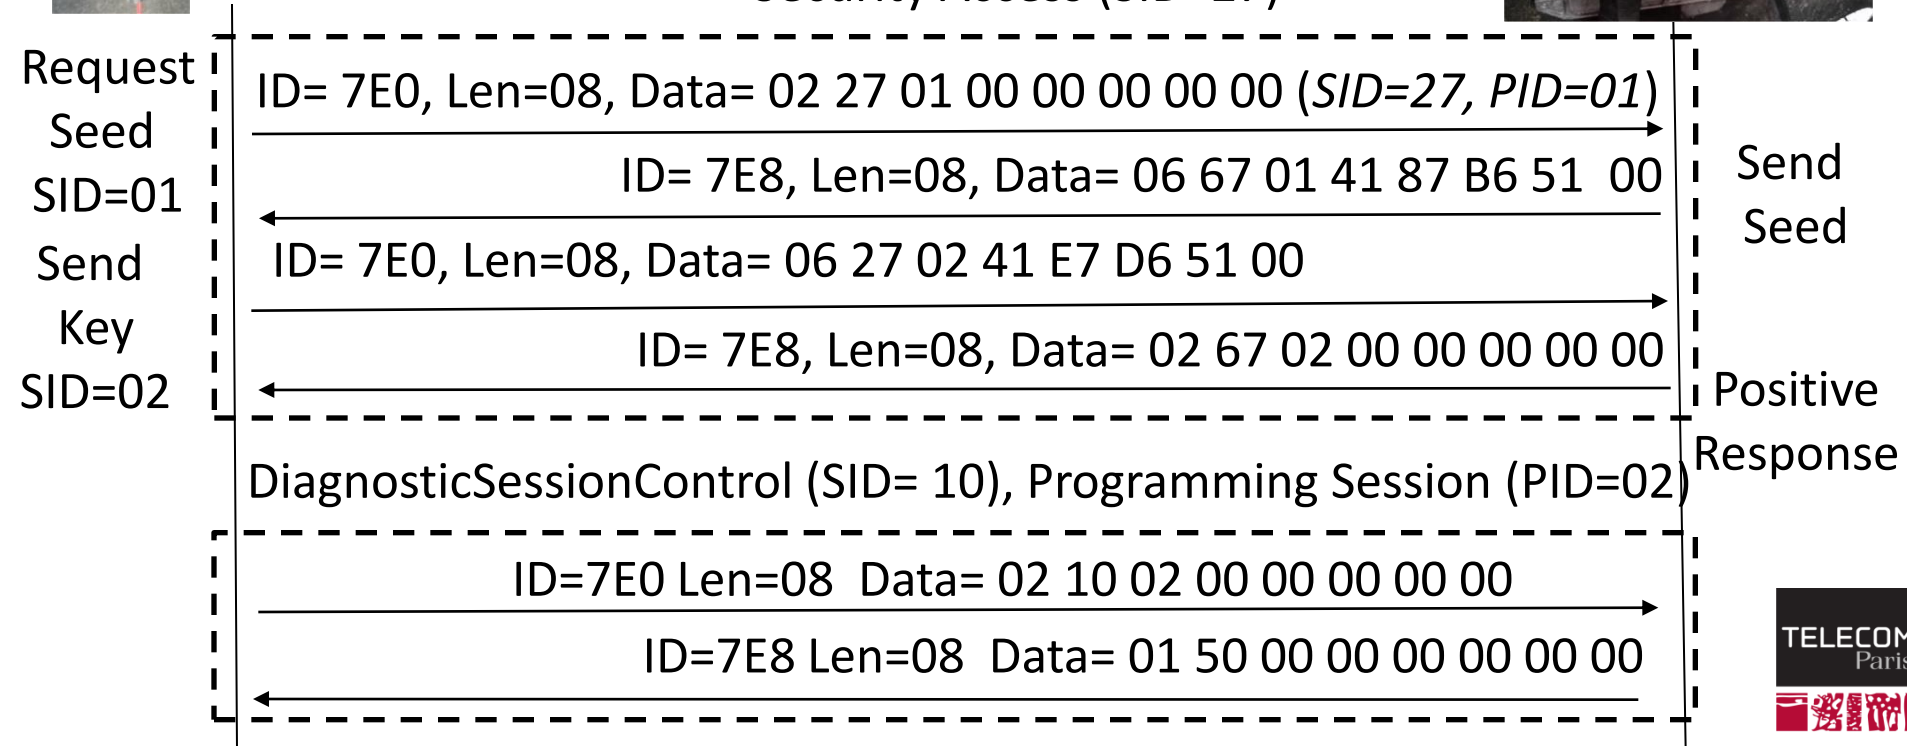 Security Access (SID=27)
Request
Seed
SID=01
Send
Key
SID=02
ID= 7E0, Len=08, Data= 02 27 01 00 00 00 00 00 (SID=27, PID=01)
ID= 7E8, Len=08, Data= 06 67 01 41 87 B6 51  00
ID= 7E0, Len=08, Data= 06 27 02 41 E7 D6 51 00
ID= 7E8, Len=08, Data= 02 67 02 00 00 00 00 00
Send
Seed
Positive
Response
DiagnosticSessionControl (SID= 10), Programming Session (PID=02)
ID=7E0 Len=08  Data= 02 10 02 00 00 00 00 00
ID=7E8 Len=08  Data= 01 50 00 00 00 00 00 00
TELECOM
Paris